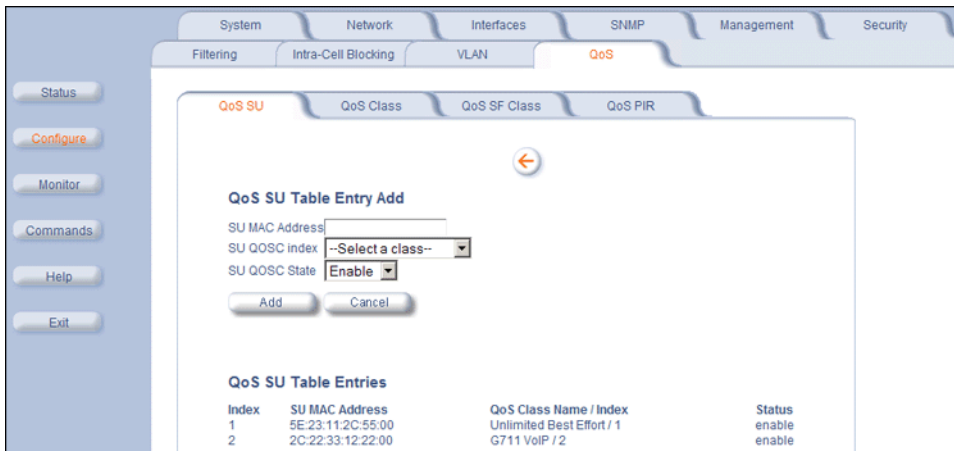 System Network Interfaces SNMP Management Security
Filtering Intra-Cell Blocking VLAN QoS
Status
Configure
Monitor
Commands
Help
Exit
QoS SU QoS Class QoS SF Class QoS PIR
QoS SU Table Entry Add
SU MAC Address
SU QOSC index --Select a class--
SU QOSC State Enable
Add Cancel
QoS SU Table Entries
Index SU MAC Address QoS Class Name / Index Status
1 5E:23:11:2C:55:00 Unlimited Best Effort / 1 enable
2 2C:22:33:12:22:00 G711 VoIP / 2 enable